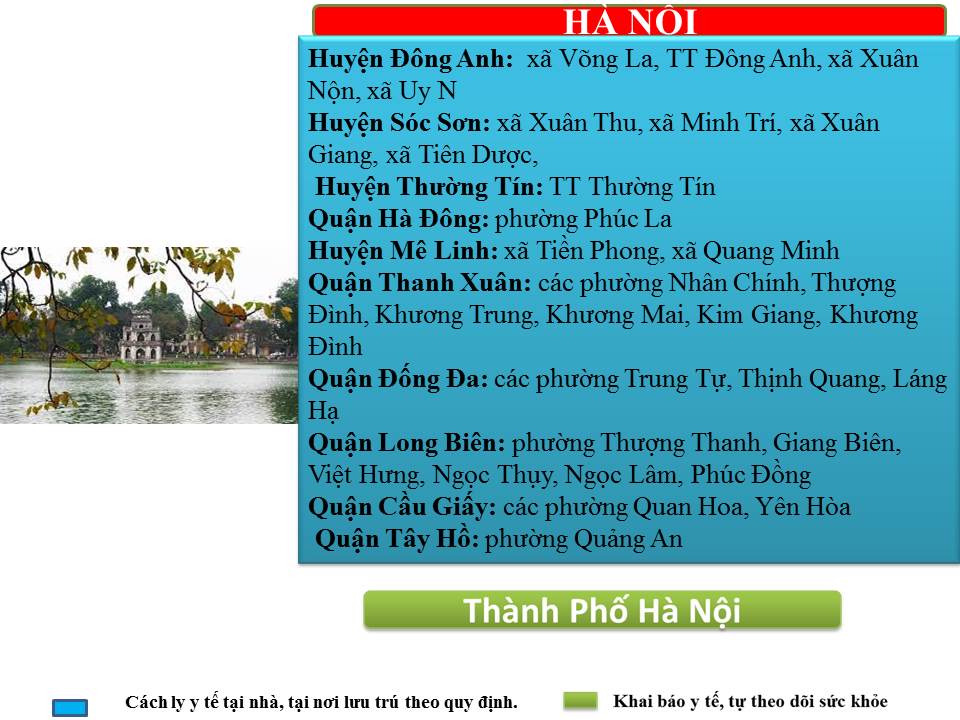 HÀ NỘI
Huyện Đông Anh: xã Võng La, TT Đông Anh, xã Xuân
Nộn, xã Uy N
Huyện Sóc Sơn: xã Xuân Thu, xã Minh Trí, xã Xuân
Giang, xã Tiên Dược,
Huyện Thường Tín: TT Thường Tín
Quận Hà Đông: phường Phúc La
Huyện Mê Linh: xã Tiền Phong, xã Quang Minh
Quận Thanh Xuân: các phường Nhân Chính, Thượng
Đình, Khương Trung, Khương Mai, Kim Giang, Khương
Đình
Quận Đống Đa: các phường Trung Tự, Thịnh Quang, Láng
Hạ
Quận Long Biên: phường Thượng Thanh, Giang Biên,
Việt Hưng, Ngọc Thụy, Ngọc Lâm, Phúc Đồng
Quận Cầu Giấy: các phường Quan Hoa, Yên Hòa
Quận Tây Hồ: phường Quảng An
Thành Phố Hà Nội
Cách ly y tế tại nhà, tại nơi lưu trú theo quy định.
Khai báo y tế, tự theo dõi sức khỏe